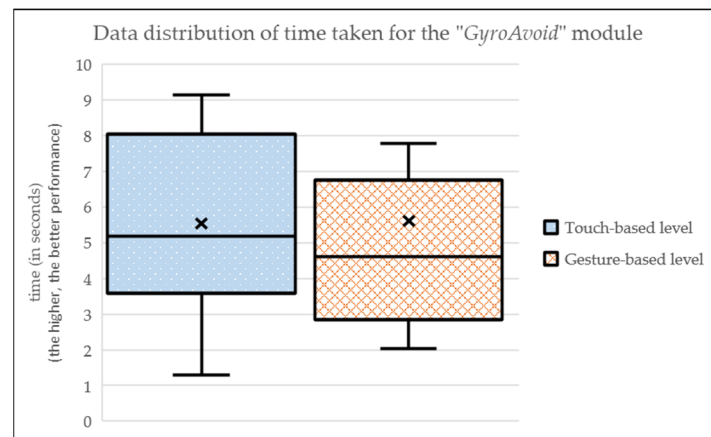 Data distribution of time taken for the "GyroAvoid" module
time (in seconds)
(the higher, the better performance)
10
9
8
7
6
5
4
3
2
1
0
Touch-based level
Gesture-based level